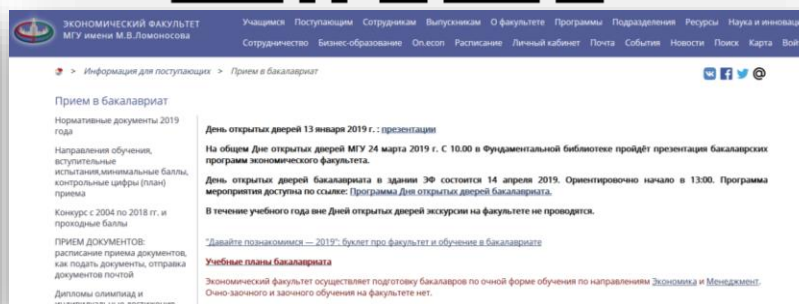 ЭКОНОМИЧЕСКИЙ ФАКУЛЬТЕТ
МГУ имени М.В.Ломоносова
Учащимся Поступающим Сотрудникам Выпускникам О факультете Программы Подразделения Ресурсы Наука и инновац
Сотрудничество Бизнес-образование On.econ Расписание Личный кабинет Почта События Новости Поиск Карта Вой
> Информация для поступающих > Прием в бакалавриат
Прием в бакалавриат
Нормативные документы 2019
года
Направления обучения,
вступительные
испытания,минимальные баллы,
контрольные цифры (план)
приема
Конкурс с 2004 по 2018 гг. и
проходные баллы
ПРИЕМ ДОКУМЕНТОВ:
расписание приема документов,
как подать документы, отправка
документов почтой
Дипломы олимпиад и
День открытых дверей 13 января 2019 г. : презентации
На общем Дне открытых дверей МГУ 24 марта 2019 г. С 10.00 в Фундаментальной библиотеке пройдёт презентация бакалаврских
программ экономического факультета.
День открытых дверей бакалавриата в здании ЭФ состоится 14 апреля 2019. Ориентировочно начало в 13:00. Программа
мероприятия доступна по ссылке: Программа Дня открытых дверей бакалавриата.
В течение учебного года вне Дней открытых дверей экскурсии на факультете не проводятся.
"Давайте познакомимся — 2019": буклет про факультет и обучение в бакалавриате
Учебные планы бакалавриата
Экономический факультет осуществляет подготовку бакалавров по очной форме обучения по направлениям Экономика и Менеджмент.
Очно-заочного и заочного обучения на факультете нет.